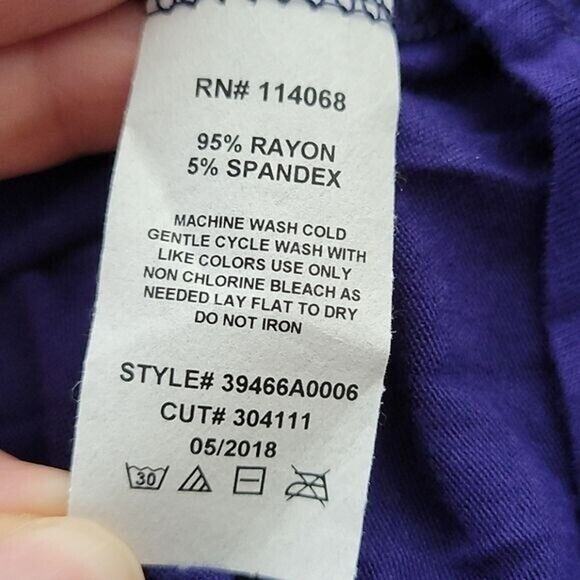 RN# 114068
95% RAYON
5% SPANDEX
MACHINE WASH COLD
GENTLE CYCLE WASH WITH
LIKE COLORS USE ONLY
NON CHLORINE BLEACH AS
NEEDED LAY FLAT TO DRY
DO NOT IRON
STYLE# 39466A0006
CUT# 304111
05/2018
30